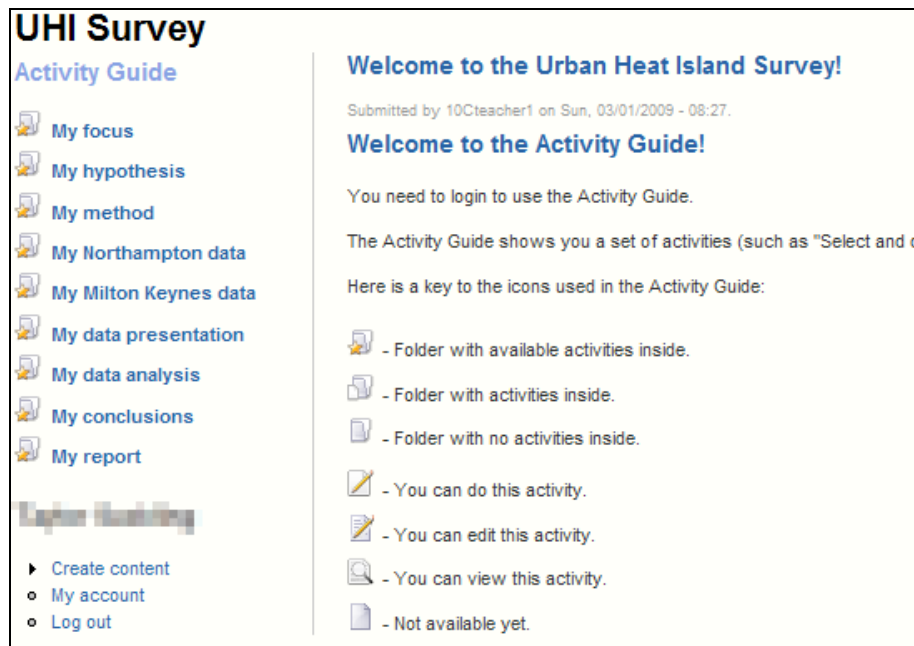 UHI Survey
Activity Guide
My focus
My hypothesis
My method
My Northampton data
My Milton Keynes data
My data presentation
My data analysis
My conclusions
My report
Create content
My account
Log out
Welcome to the Urban Heat Island Survey!
Submitted by 10Cteacher1 on Sun, 03/01/2009 - 08:27.
Welcome to the Activity Guide!
You need to login to use the Activity Guide.
The Activity Guide shows you a set of activities (such as "Select and
Here is a key to the icons used in the Activity Guide:
- Folder with available activities inside.
- Folder with activities inside.
- Folder with no activities inside.
- You can do this activity.
- You can edit this activity.
- You can view this activity.
- Not available yet.